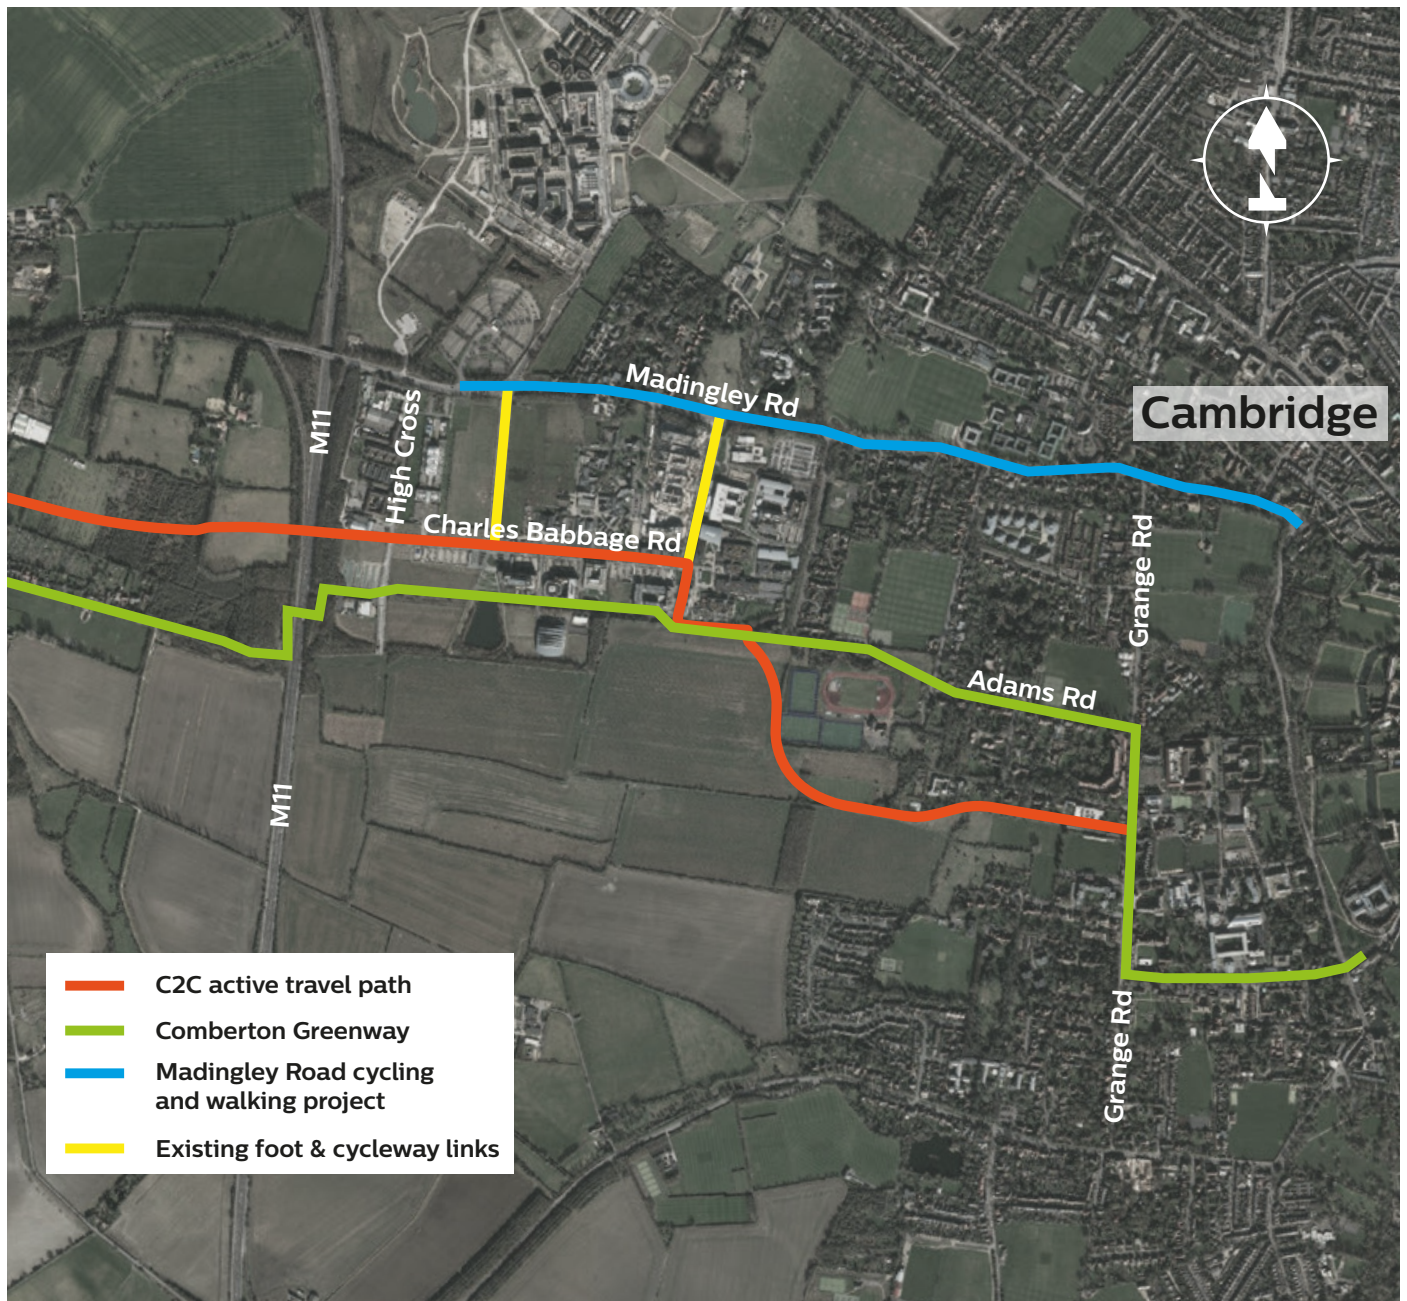 Madingley Rd
Cambridge
M11
High Cross
Charles Babbage Rd
Grange Rd
Adams Rd
M11
C2C active travel path
Comberton Greenway
Madingley Road cycling
and walking project
Existing foot & cycleway links
Grange Rd